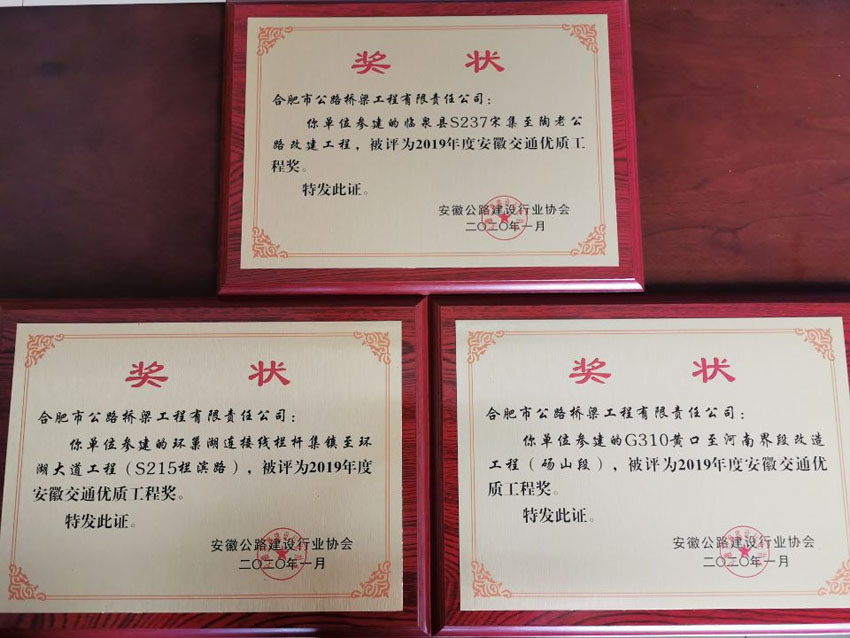 奖 状
合肥市公路桥梁工程有限责任公司：
你单位参建的临泉县S237宋集至陶老公
路改建工程，被评为2019年度安徽交通优质工
程奖。
特发此证。
安徽公路建设行业协会
二〇二〇年一月
奖 状
合肥市公路桥梁工程有限责任公司：
你单位参建的环巢湖连接线栏杆集镇至环
湖大道工程（S215栏滨路），被评为2019年度
安徽交通优质工程奖。
特发此证。
安徽公路建设行业协会
二〇二〇年一月
奖 状
合肥市公路桥梁工程有限责任公司：
你单位参建的G310黄口至河南界段改造
工程（砀山段），被评为2019年度安徽交通优
质工程奖。
特发此证。
安徽公路建设行业协会
二〇二〇年一月